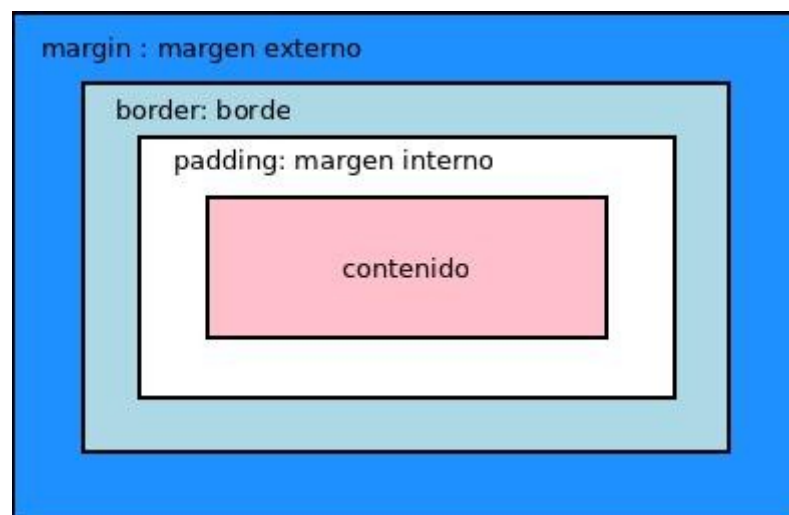 margin : margen externo
border: borde
padding: margen interno
contenido